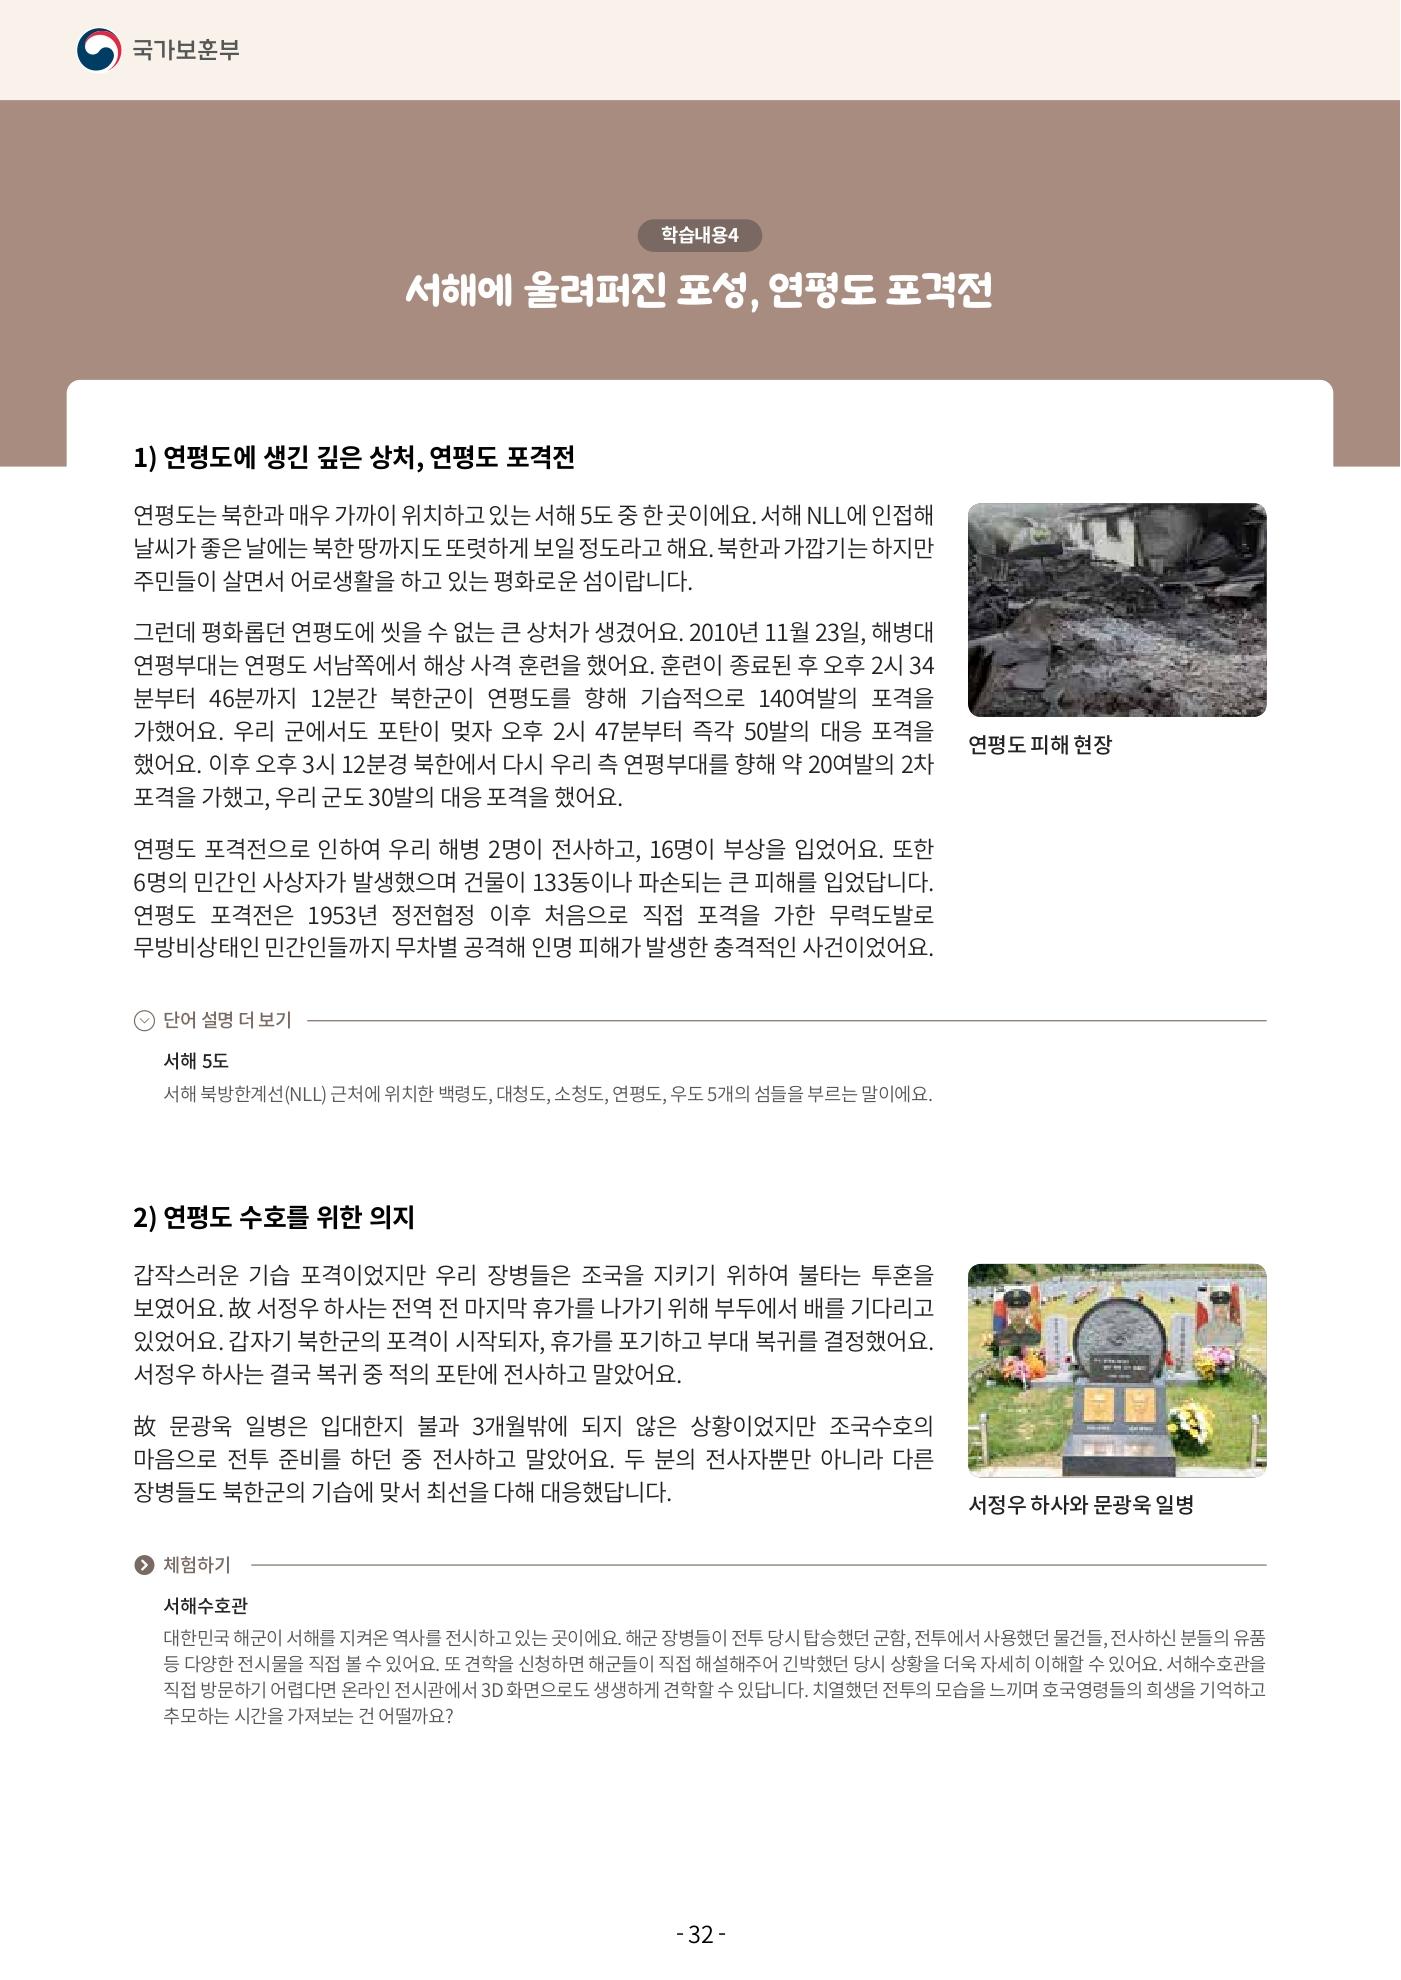 국가보훈부
학습내용4
서해에 울려퍼진 포성, 연평도 포격전
1) 연평도에 생긴 깊은 상처, 연평도 포격전
연평도는 북한과 매우 가까이 위치하고 있는 서해 5도 중 한 곳이에요. 서해 NLL에 인접해
날씨가 좋은 날에는 북한 땅까지도 또렷하게 보일 정도라고 해요. 북한과 가깝기는 하지만
주민들이 살면서 어로생활을 하고 있는 평화로운 섬이랍니다.
그런데 평화롭던 연평도에 씻을 수 없는 큰 상처가 생겼어요. 2010년 11월 23일, 해병대
연평부대는 연평도 서남쪽에서 해상 사격 훈련을 했어요. 훈련이 종료된 후 오후 2시 34
분부터 46분까지 12분간 북한군이 연평도를 향해 기습적으로 140여발의 포격을
가했어요. 우리 군에서도 포탄이 멎자 오후 2시 47분부터 즉각 50발의 대응 포격을
했어요. 이후 오후 3시 12분경 북한에서 다시 우리 측 연평부대를 향해 약 20여발의 2차
포격을 가했고, 우리 군도 30발의 대응 포격을 했어요.
연평도 포격전으로 인하여 우리 해병 2명이 전사하고, 16명이 부상을 입었어요. 또한
6명의 민간인 사상자가 발생했으며 건물이 133동이나 파손되는 큰 피해를 입었답니다.
연평도 포격전은 1953년 정전협정 이후 처음으로 직접 포격을 가한 무력도발로
무방비상태인 민간인들까지 무차별 공격해 인명 피해가 발생한 충격적인 사건이었어요.
연평도 피해 현장
단어 설명 더 보기
서해 5도
서해 북방한계선(NLL) 근처에 위치한 백령도, 대청도, 소청도, 연평도, 우도 5개의 섬들을 부르는 말이에요.
2) 연평도 수호를 위한 의지
갑작스러운 기습 포격이었지만 우리 장병들은 조국을 지키기 위하여 불타는 투혼을
보였어요. 故 서정우 하사는 전역 전 마지막 휴가를 나가기 위해 부두에서 배를 기다리고
있었어요. 갑자기 북한군의 포격이 시작되자, 휴가를 포기하고 부대 복귀를 결정했어요.
서정우 하사는 결국 복귀 중 적의 포탄에 전사하고 말았어요.
故 문광욱 일병은 입대한지 불과 3개월밖에 되지 않은 상황이었지만 조국수호의
마음으로 전투 준비를 하던 중 전사하고 말았어요. 두 분의 전사자뿐만 아니라 다른
장병들도 북한군의 기습에 맞서 최선을 다해 대응했답니다.
서정우 하사와 문광욱 일병
체험하기
서해수호관
대한민국 해군이 서해를 지켜온 역사를 전시하고 있는 곳이에요. 해군 장병들이 전투 당시 탑승했던 군함, 전투에서 사용했던 물건들, 전사하신 분들의 유품
등 다양한 전시물을 직접 볼 수 있어요. 또 견학을 신청하면 해군들이 직접 해설해주어 긴박했던 당시 상황을 더욱 자세히 이해할 수 있어요. 서해수호관을
직접 방문하기 어렵다면 온라인 전시관에서 3D 화면으로도 생생하게 견학할 수 있답니다. 치열했던 전투의 모습을 느끼며 호국영령들의 희생을 기억하고
추모하는 시간을 가져보는 건 어떨까요?
- 32 -